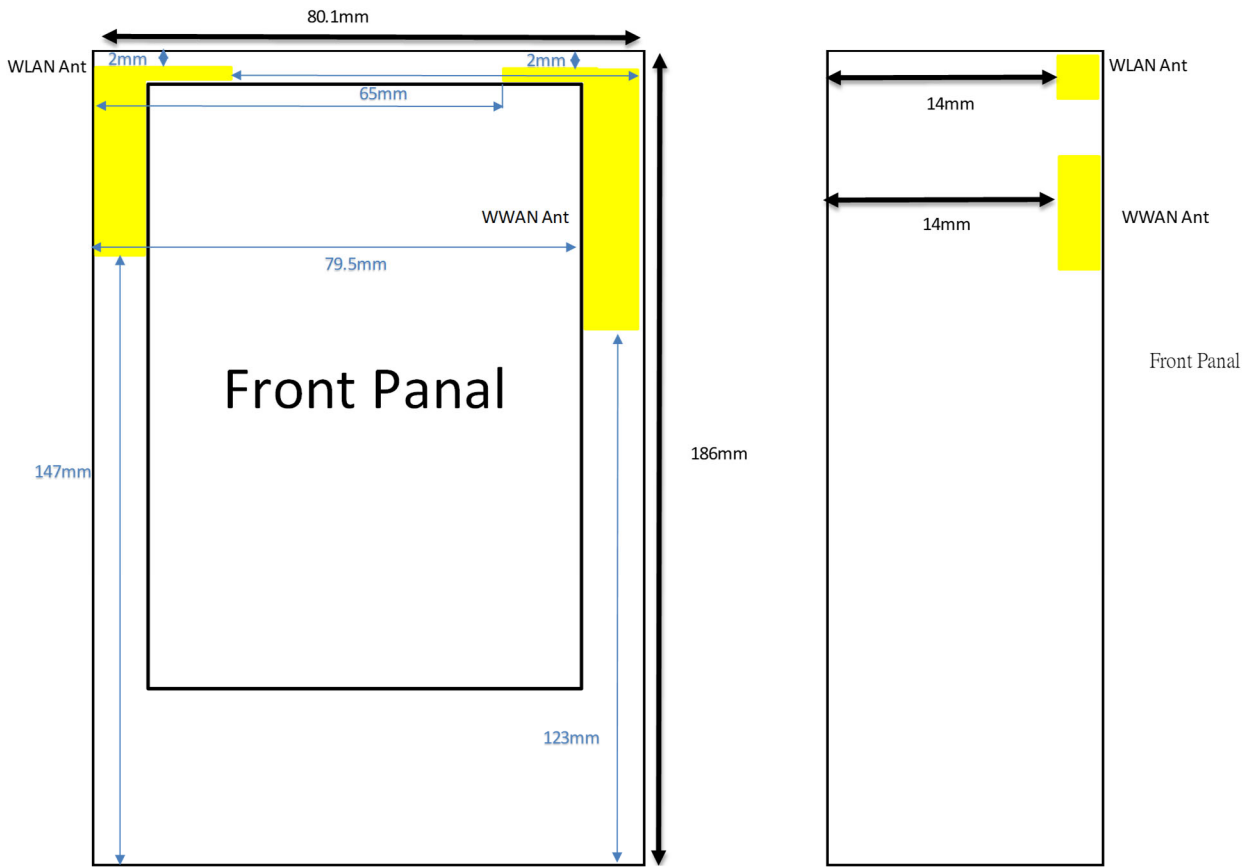 80.1mm
2mm
2mm
WLAN Ant
WLAN Ant
65mm
14mm
WWAN Ant
14mm
WWAN Ant
79.5mm
Front Panal
Front Panal
186mm
147mm
123mm